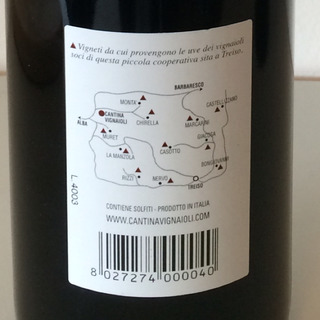 ▲ Vigneti da cui provengono le uve dei vignaioli
soci di questa piccola cooperativa sita a Treiso.
BARBARESCO
MONTA'
CASTELLIZZANO
CANTINA
VIGNAIOLI
CHIRELLA
MARCARINI
ALBA
MURET
GIACOSA
LA MANZOLA
CASOTTO
BONGIOVANNI
RIZZI
NERVO
TREISO
CONTIENE SOLFITI - PRODOTTO IN ITALIA
WWW.CANTINAVIGNAIOLI.COM
L. 4003
8 027274 000040